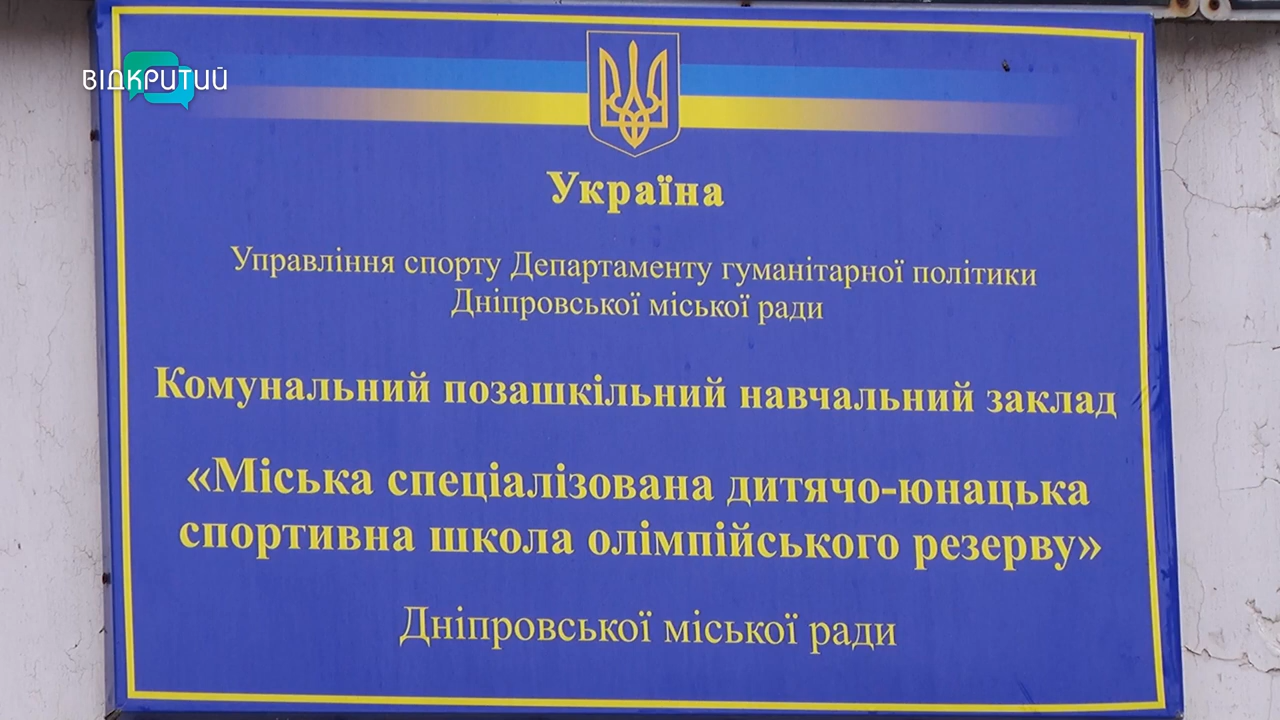 ВІДКРИТИЙ
Україна
Управління спорту Департаменту гуманітарної політики
Дніпровської міської ради
Комунальний позашкільний навчальний заклад
«Міська спеціалізована дитячо-юнацька
спортивна школа олімпійського резерву»
Дніпровської міської ради